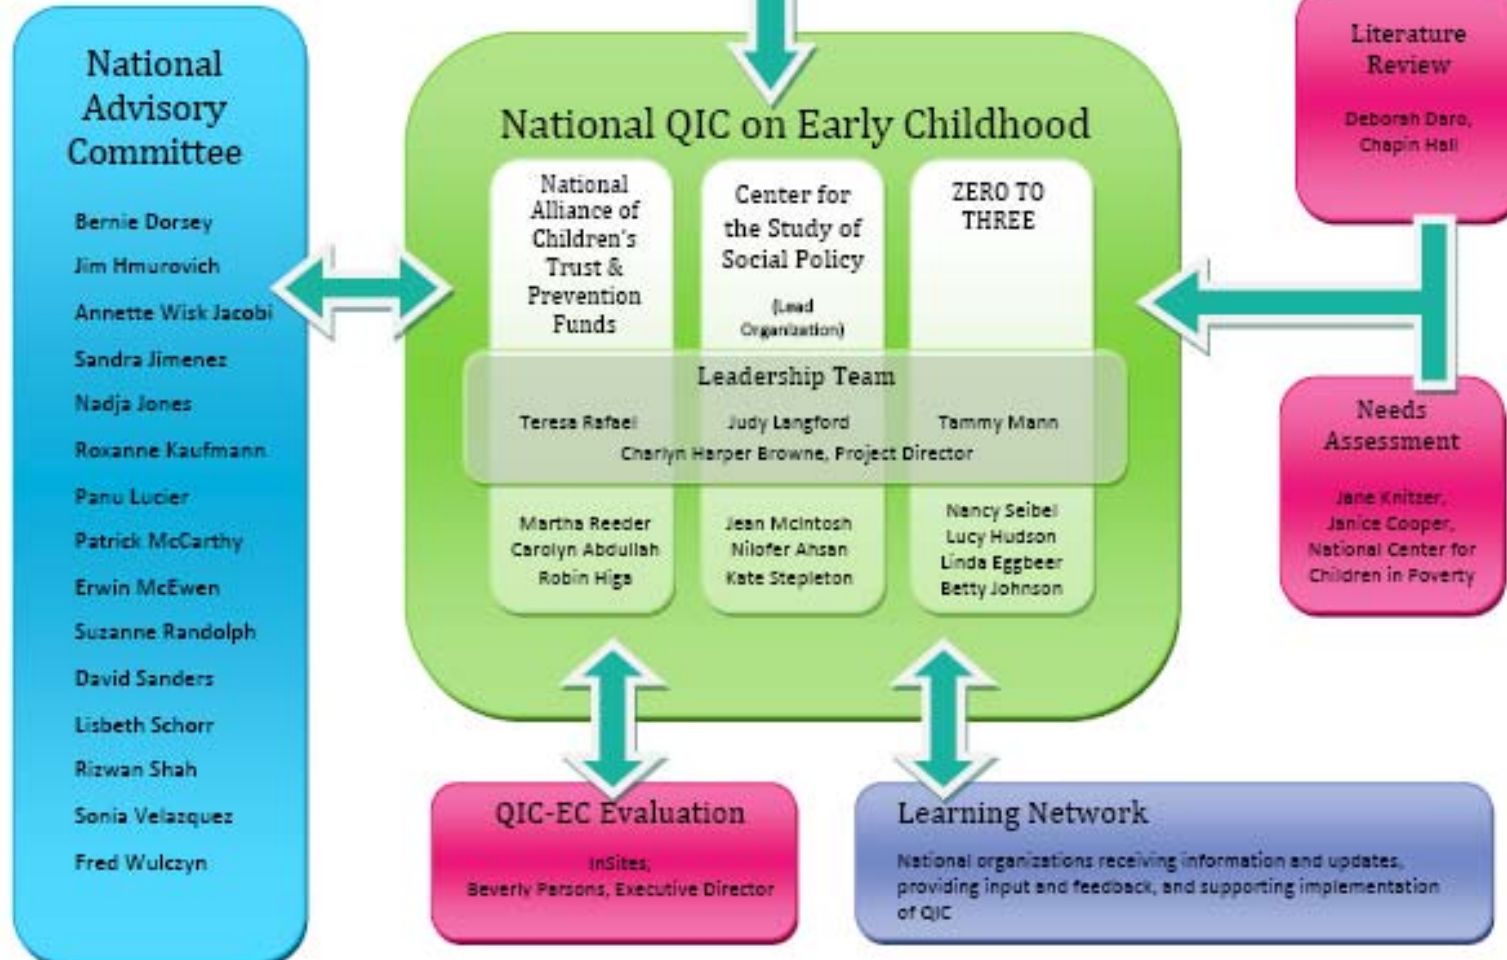 National
Advisory
Committee
Bernie Dorsey
Jim Hmurovich
Annette Wisk Jacobi
Sandra Jimenez
Nadja Jones
Roxanne Kaufmann
Panu Lucier
Patrick McCarthy
Erwin McEwen
Suzanne Randolph
David Sanders
Lisbeth Schorr
Rizwan Shah
Sonia Velazquez
Fred Wulczyn
National QIC on Early Childhood
National
Alliance of
Children's
Trust &
Prevention
Funds
Center for
the Study of
Social Policy
(Lead
Organization)
ZERO TO
THREE
Leadership Team
Teresa Rafael
Judy Langford
Tammy Mann
Charlyn Harper Browne, Project Director
Martha Reeder
Carolyn Abdullah
Robin Higa
Jean McIntosh
Nilofer Ahsan
Kate Stepleton
Nancy Seibel
Lucy Hudson
Linda Eggbeer
Betty Johnson
Literature
Review
Deborah Daro,
Chapin Hall
Needs
Assessment
Jane Knitzer,
Janice Cooper,
National Center for
Children in Poverty
QIC-EC Evaluation
InSites,
Beverly Parsons, Executive Director
Learning Network
National organizations receiving information and updates,
providing input and feedback, and supporting implementation
of QIC